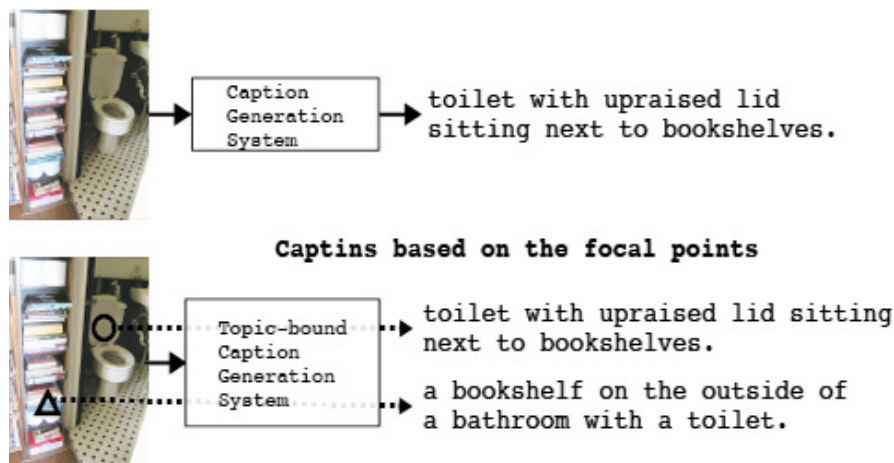 Caption
Generation
System
toilet with upraised lid
sitting next to bookshelves.
Captins based on the focal points
Topic-bound
Caption
Generation
System
toilet with upraised lid sitting
next to bookshelves.
a bookshelf on the outside of
a bathroom with a toilet.